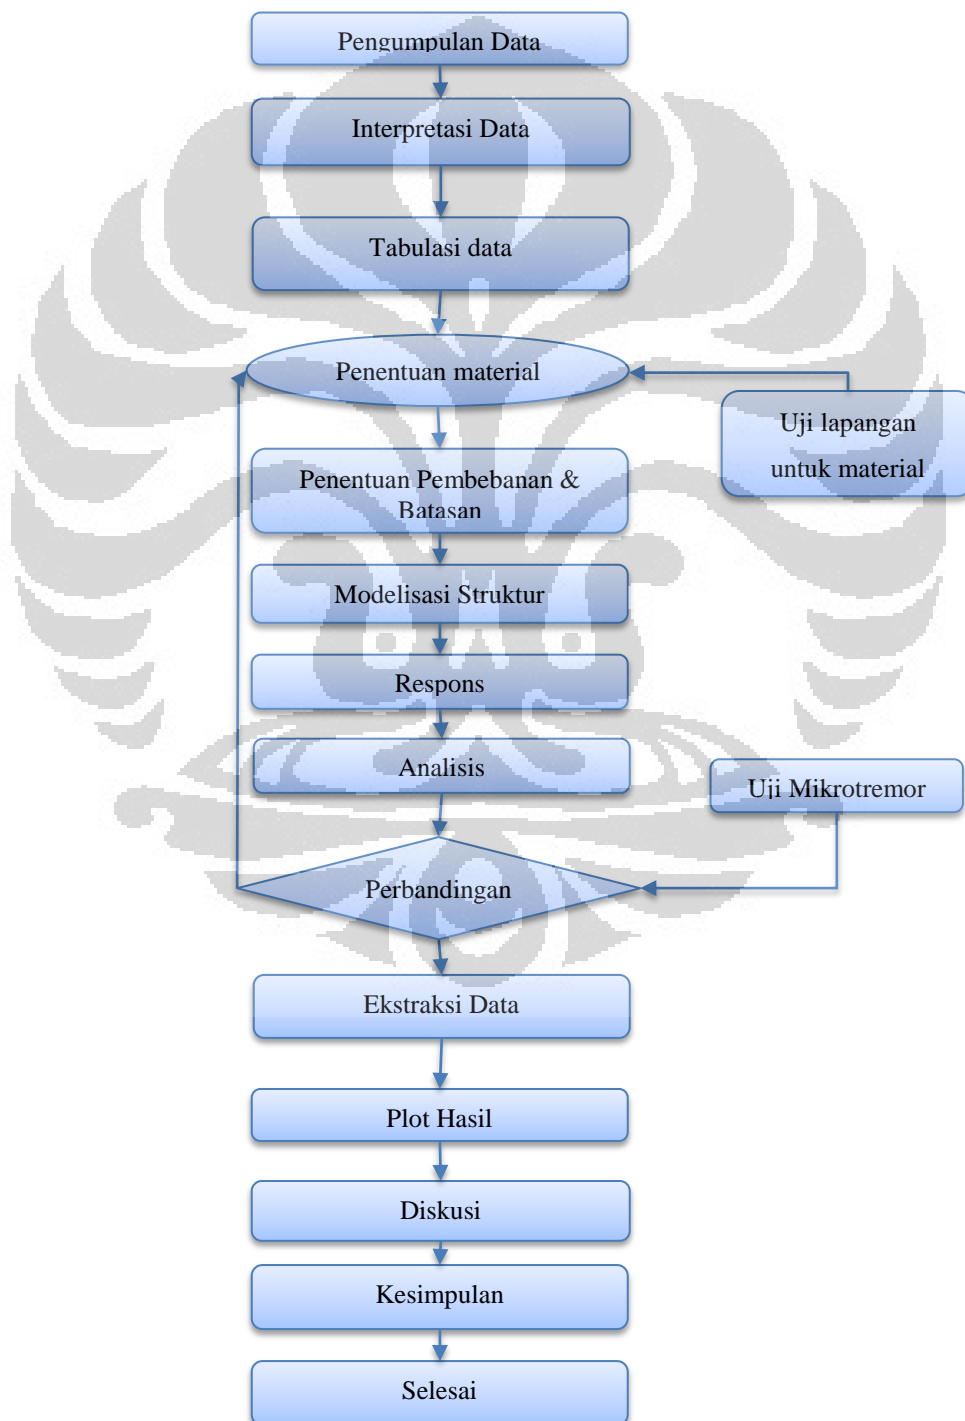 Pengumpulan Data
Interpretasi Data
Tabulasi data
Penentuan material
Uji lapangan
untuk material
Penentuan Pembebanan &
Batasan
Modelisasi Struktur
Respons
Analisis
Uji Mikrotremor
Perbandingan
Ekstraksi Data
Plot Hasil
Diskusi
Kesimpulan
Selesai